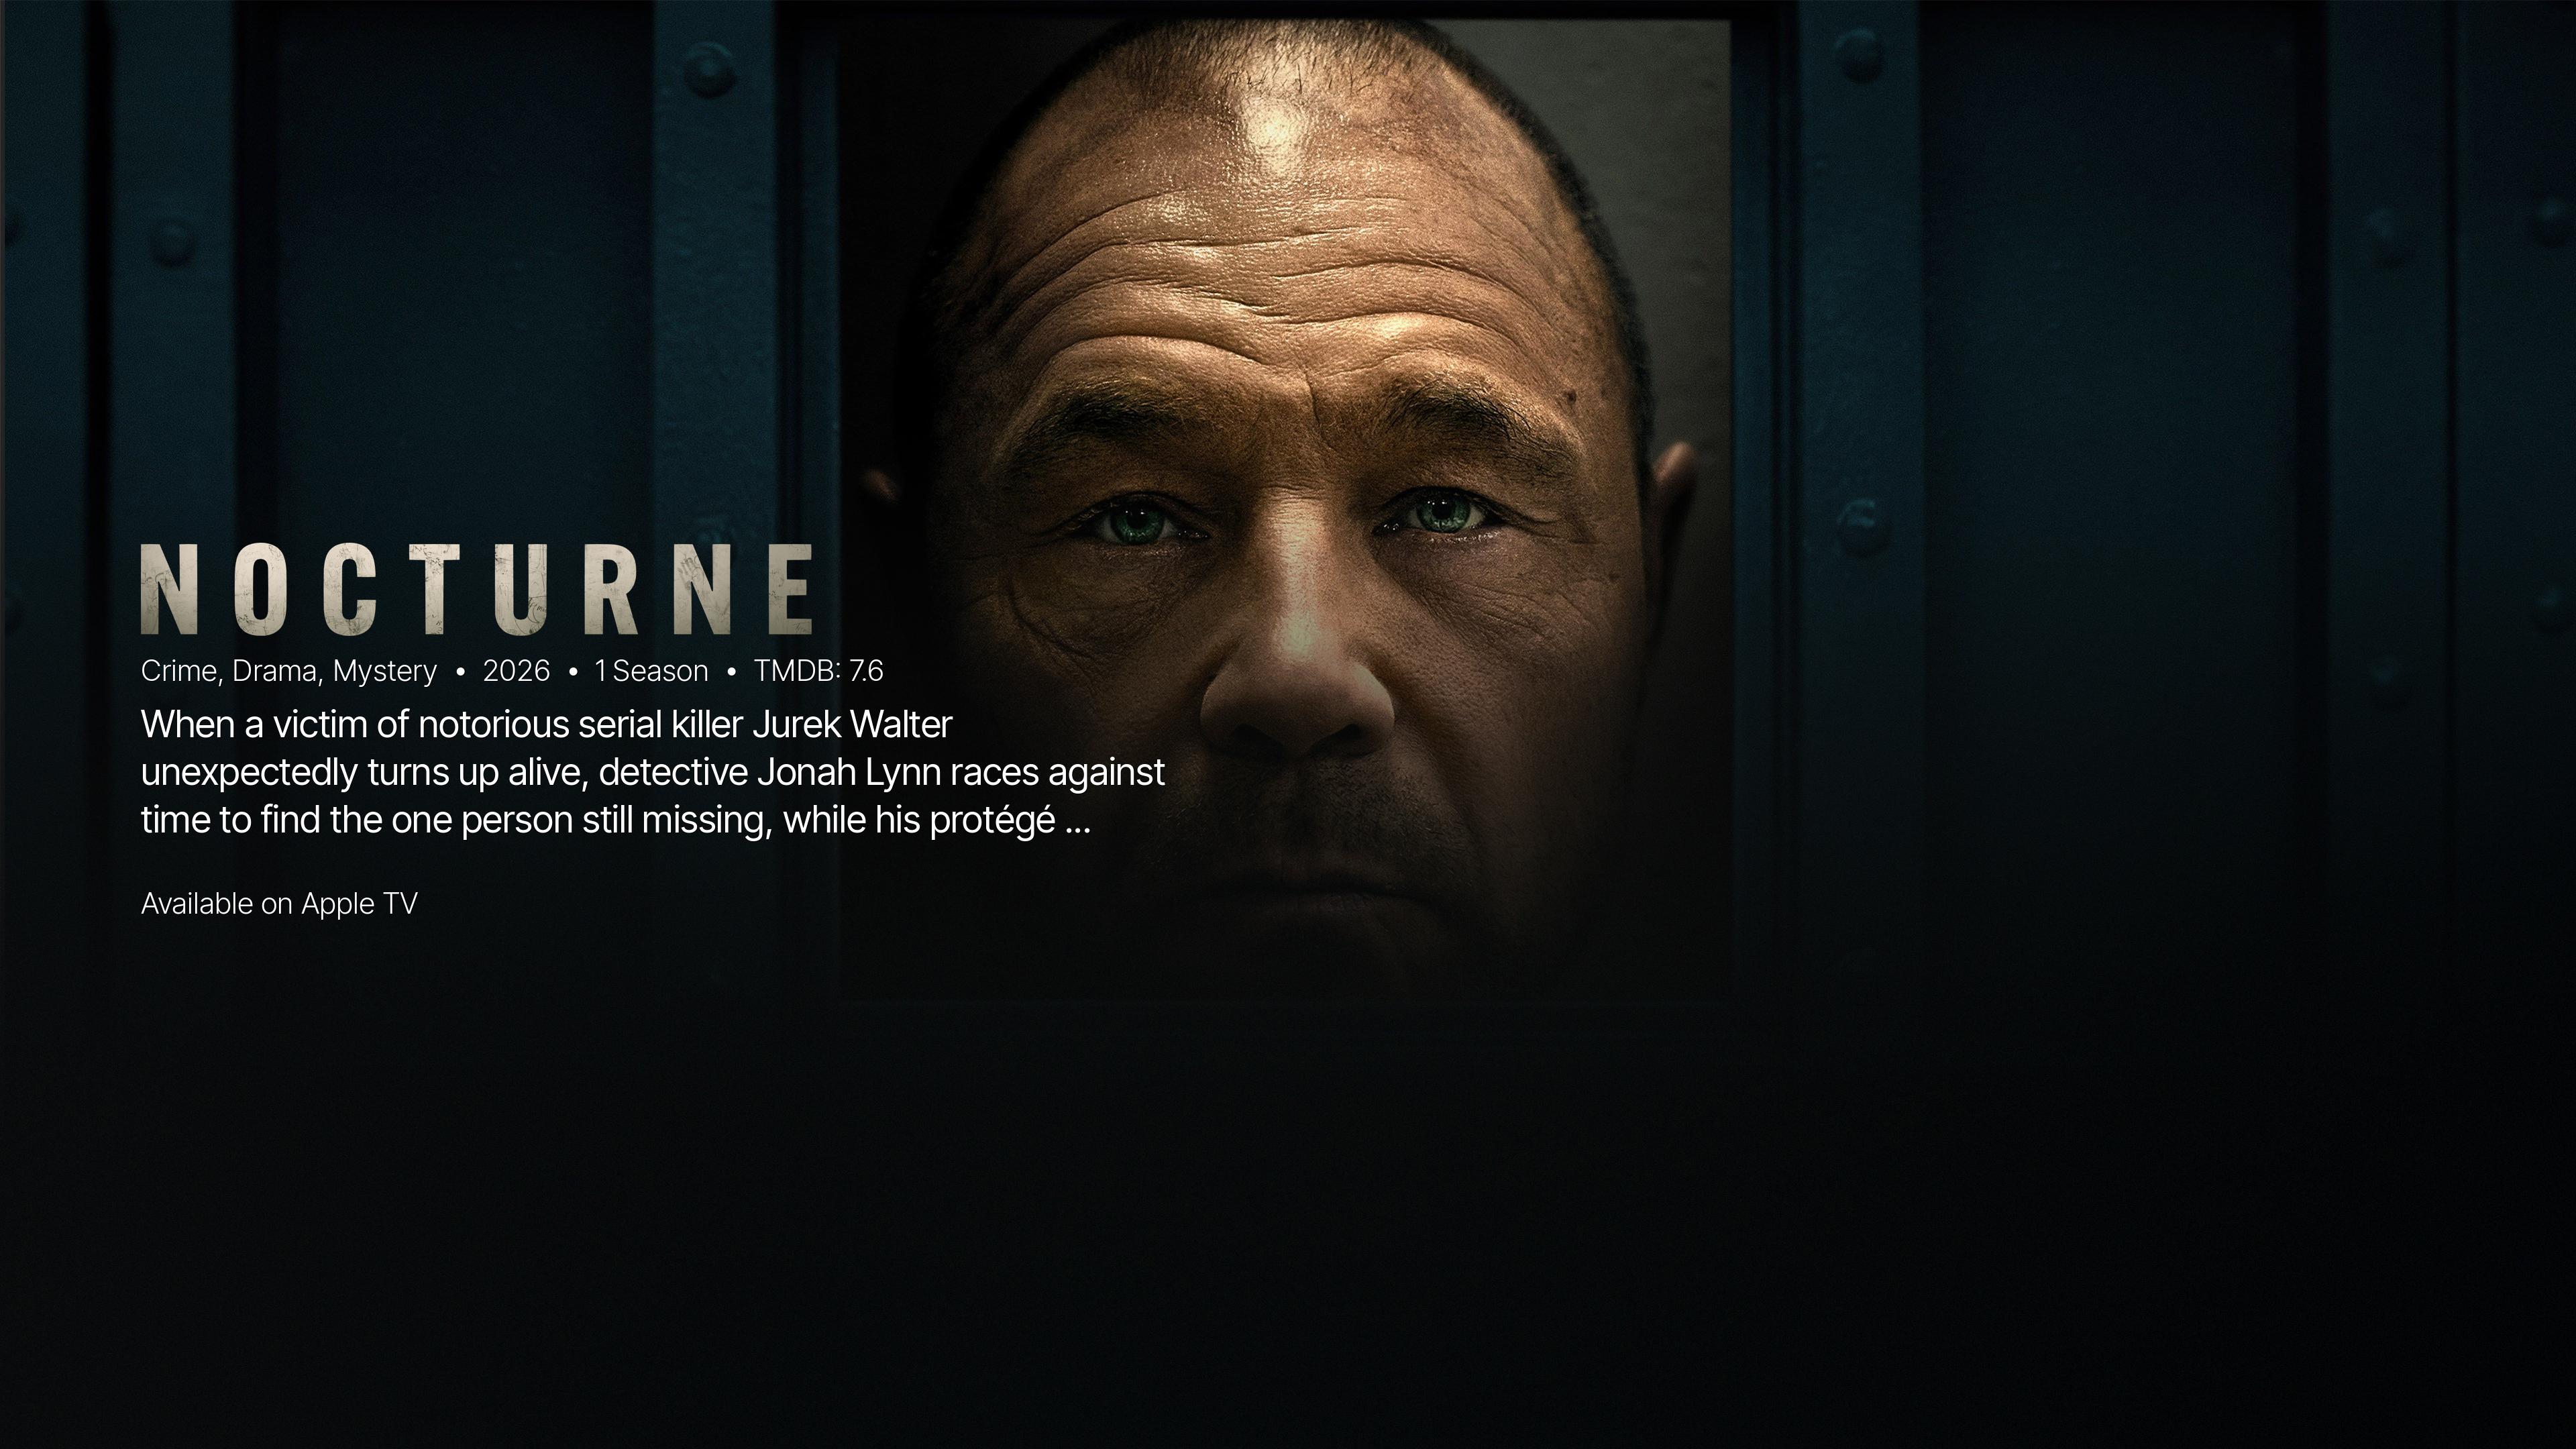 NOCTURNE
Crime, Drama, Mystery • 2026 • 1 Season • TMDB: 7.6
When a victim of notorious serial killer Jurek Walter
unexpectedly turns up alive, detective Jonah Lynn races against
time to find the one person still missing, while his protégé ...
Available on Apple TV